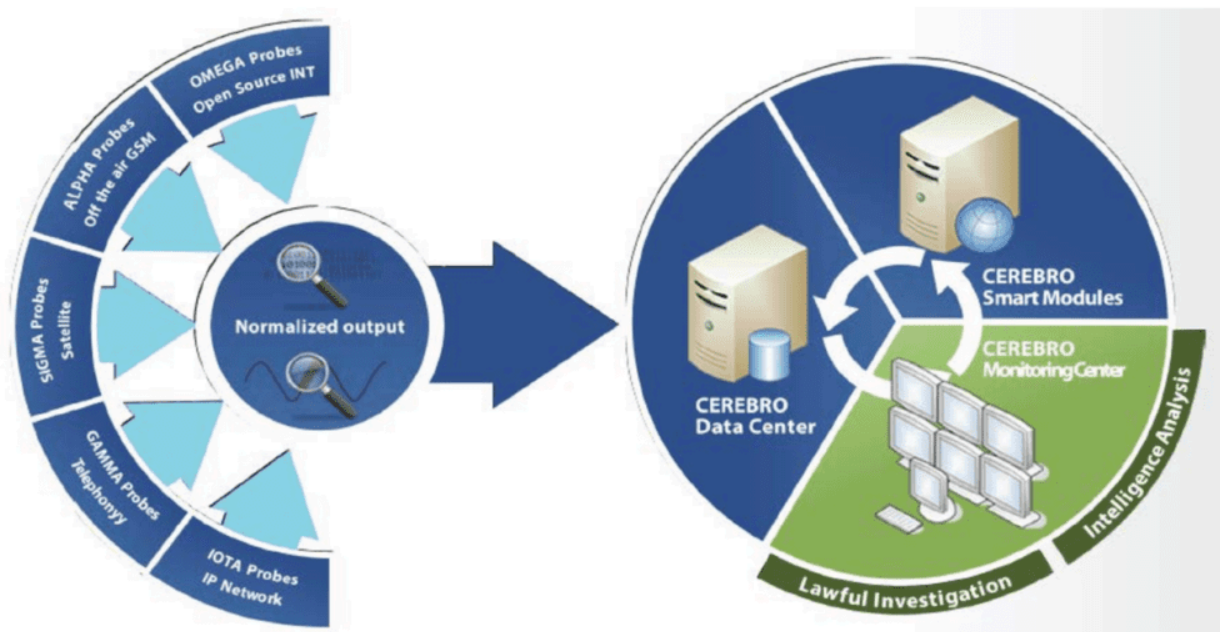 OMEGA Probes
Open Source INT
ALPHA Probes
Off the air GSM
SIGMA Probes
Satellite
GAMMA Probes
Telephonyy
IOTA Probes
IP Network
Normalized output
CEREBRO
Smart Modules
CEREBRO
Data Center
CEREBRO
Monitoring Center
Intelligence Analysis
Lawful Investigation